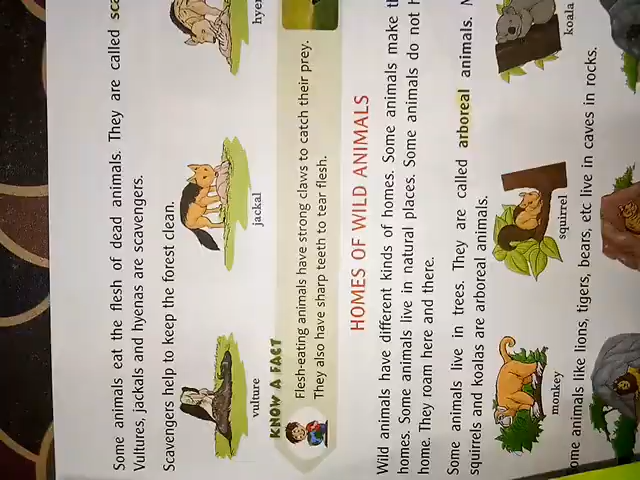 Some animals eat the flesh of dead animals. They are called
Vultures, jackals and hyenas are scavengers.
Scavengers help to keep the forest clean.
vulture
jackal
KNOW A FACT
Flesh-eating animals have strong claws to catch their prey.
They also have sharp teeth to tear flesh.
HOMES OF WILD ANIMALS
Wild animals have different kinds of homes. Some animals make
homes. Some animals live in natural places. Some animals do not
home. They roam here and there.
Some animals live in trees. They are called arboreal animals.
squirrels and koalas are arboreal animals.
monkey
squirrel
koala
some animals like lions, tigers, bears, etc live in caves in rocks.